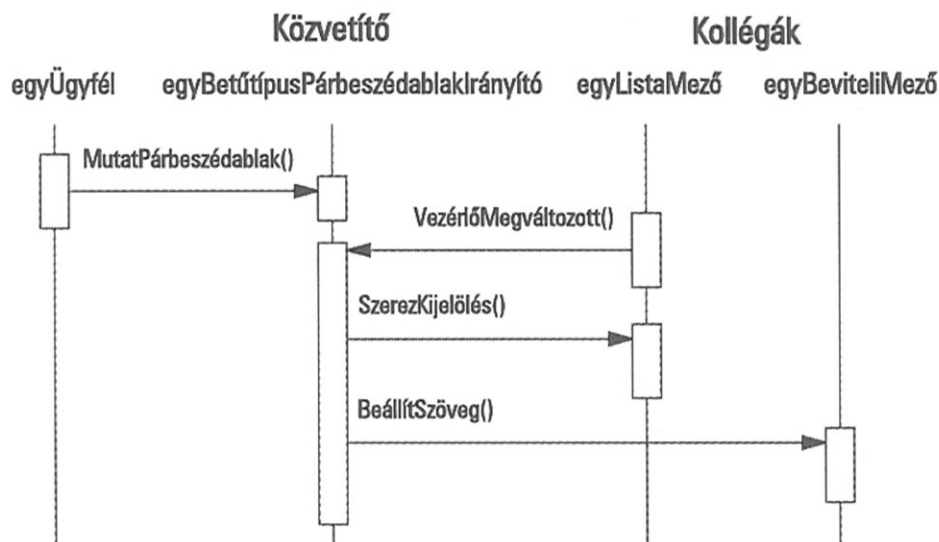 Közvetítő Kollégák
egyÜgyfél egyBetűtípusPárbeszédablakIrányító egyListaMező egyBeviteliMező
MutatPárbeszédablak()
VezérlőMegváltozott()
SzerezKijelölés()
BeállítSzöveg()